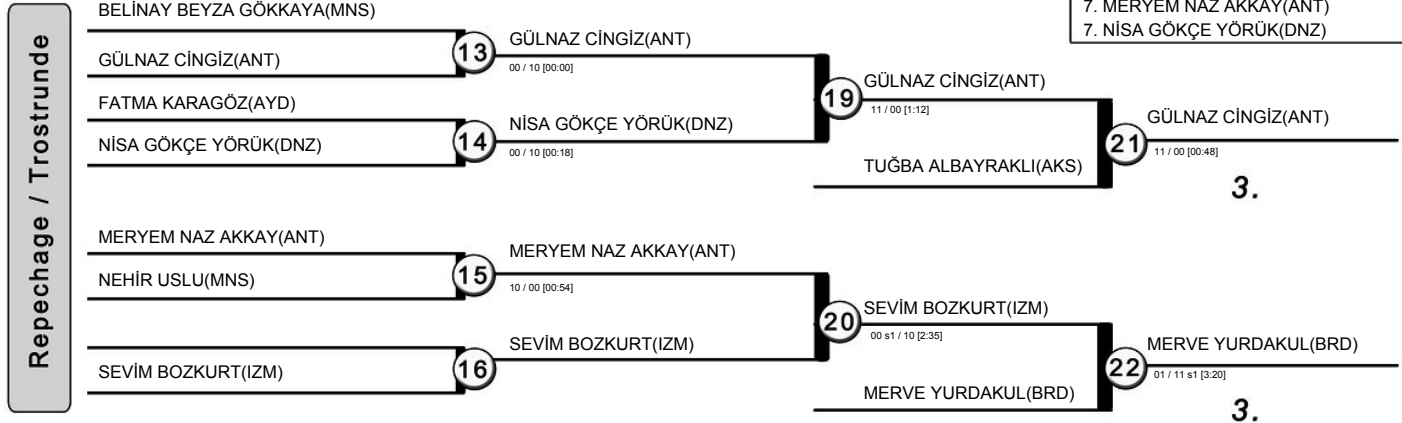 Repechage / Trostrunde
BELİNAY BEYZA GÖKKAYA(MNS)
GÜLNAZ CİNGİZ(ANT)
FATMA KARAGÖZ(AYD)
NİSA GÖKÇE YÖRÜK(DNZ)
MERYEM NAZ AKKAY(ANT)
NEHİR USLU(MNS)
SEVİM BOZKURT(IZM)
13
14
15
16
GÜLNAZ CİNGİZ(ANT)
00 / 10 [00:00]
NİSA GÖKÇE YÖRÜK(DNZ)
00 / 10 [00:18]
MERYEM NAZ AKKAY(ANT)
10 / 00 [00:54]
SEVİM BOZKURT(IZM)
19
20
GÜLNAZ CİNGİZ(ANT)
11 / 00 [1:12]
TUĞBA ALBAYRAKLI(AKS)
SEVİM BOZKURT(IZM)
00 s1 / 10 [2:35]
MERVE YURDAKUL(BRD)
21
22
GÜLNAZ CİNGİZ(ANT)
11 / 00 [00:48]
3.
MERVE YURDAKUL(BRD)
01 / 11 s1 [3:20]
3.
7. MERYEM NAZ AKKAY(ANT)
7. NİSA GÖKÇE YÖRÜK(DNZ)